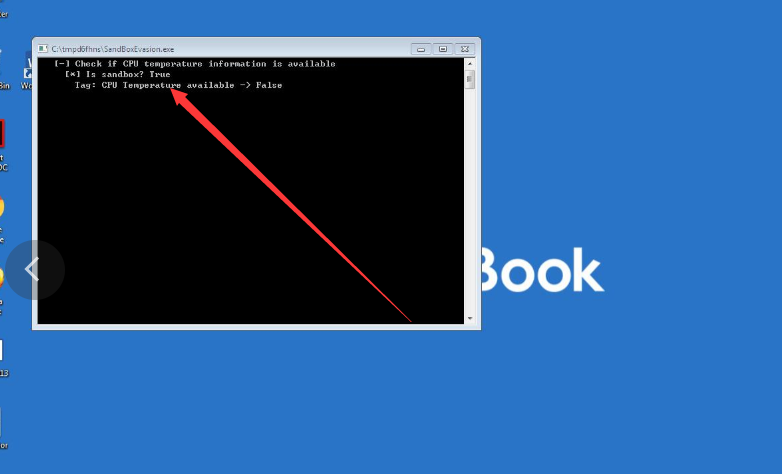 ter
C:\tmpd6fhns\SandBoxEvasion.exe
[-] Check if CPU temperature information is available
[*] Is sandbox? True
Tag: CPU Temperature available -> False
Bin
Wo
t
DC
Book
e
a
13
or